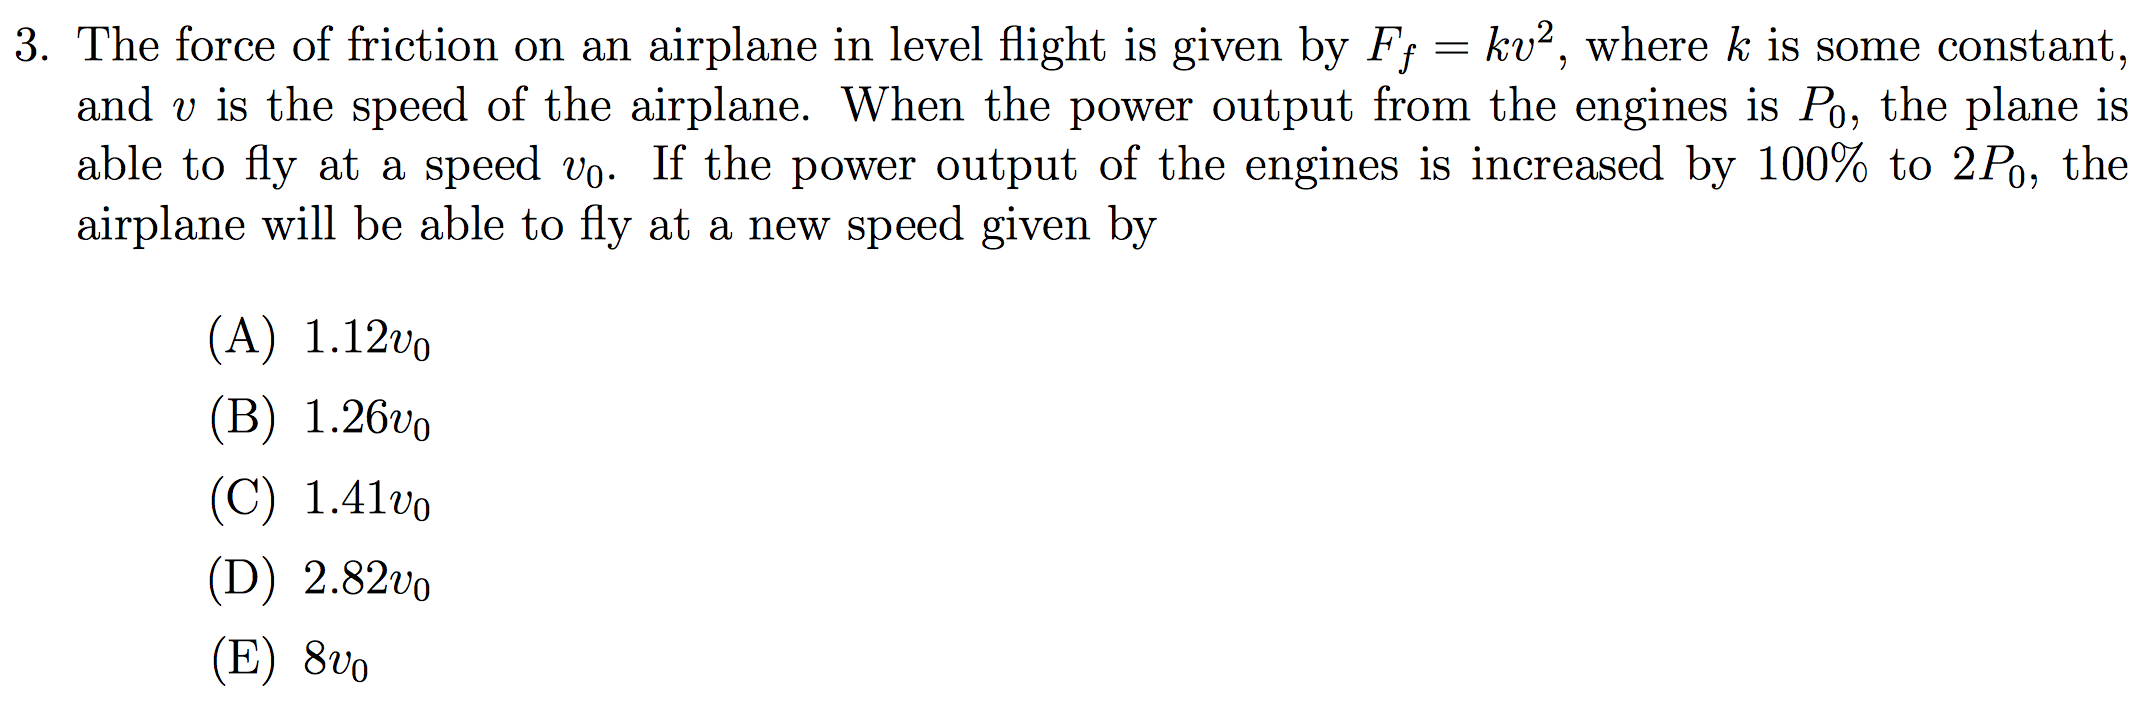 3. The force of friction on an airplane in level flight is given by $F_f = kv^2$, where $k$ is some constant,
and $v$ is the speed of the airplane. When the power output from the engines is $P_0$, the plane is
able to fly at a speed $v_0$. If the power output of the engines is increased by 100% to $2P_0$, the
airplane will be able to fly at a new speed given by
(A) $1.12v_0$
(B) $1.26v_0$
(C) $1.41v_0$
(D) $2.82v_0$
(E) $8v_0$